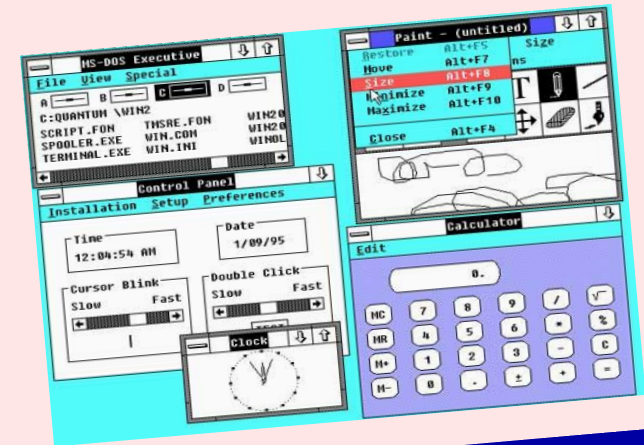 MS-DOS Executive
File View Special
A B C D
C:QUANTUM \WIN2
SCRIPT.FON TMSRE.FON WIN20
SPOOLER.EXE WIN.COM WIN20
TERMINAL.EXE WIN.INI WINOL
Paint - (untitled)
Restore Alt+F5
Move Alt+F7
Size Alt+F8
Minimize Alt+F9
Maximize Alt+F10
Close Alt+F4
Size
ns
T
Control Panel
Installation Setup Preferences
Time
12:04:54 AM
Date
1/09/95
Cursor Blink
Slow Fast
Double Click
Slow Fast
Clock
Calculator
Edit
0.
MC 7 8 9 / √
MR 4 5 6 * %
M+ 1 2 3 - C
M- 0 . ± + =